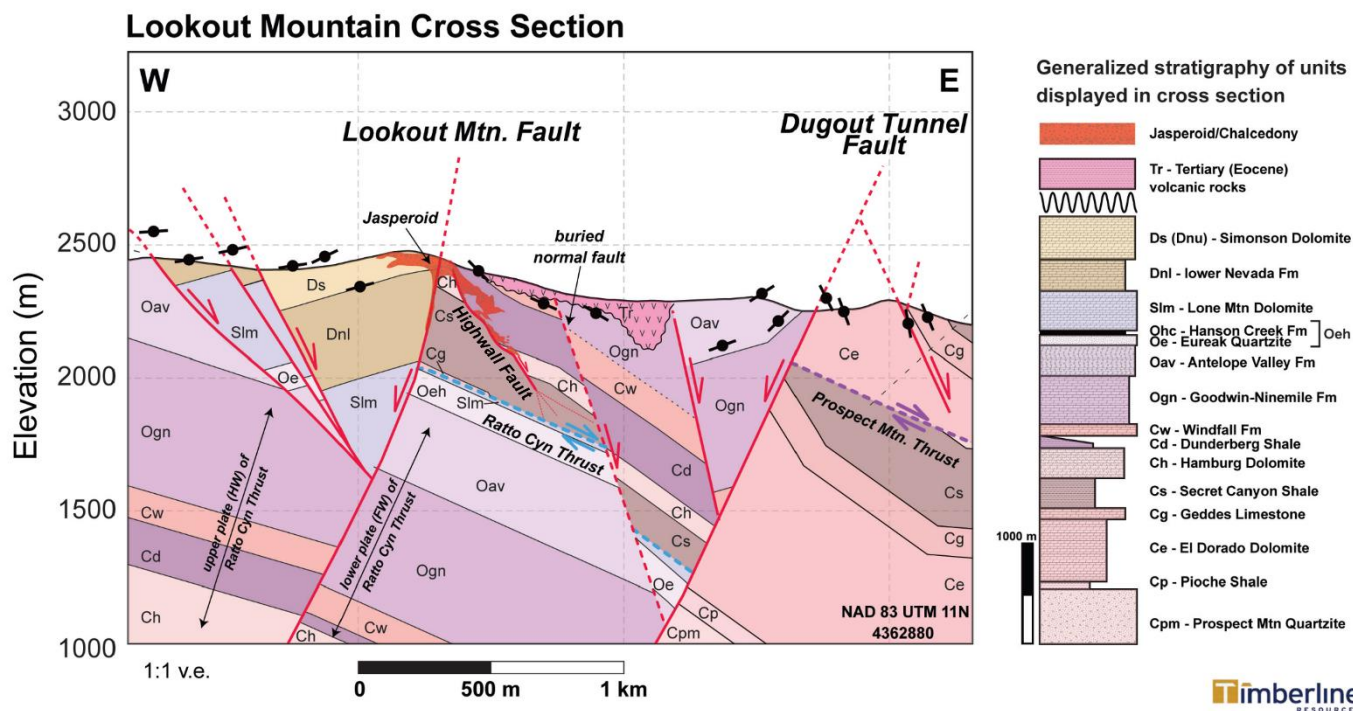 Lookout Mountain Cross Section
W
E
Elevation (m)
3000
2500
2000
1500
1000
Lookout Mtn. Fault
Dugout Tunnel
Fault
Jasperoid
buried
normal fault
Highwall Fault
Ratto Cyn Thrust
Prospect Mtn. Thrust
upper plate (HW) of
Ratto Cyn Thrust
lower plate (FW) of
Ratto Cyn Thrust
Oav
Slm
Oe
Ds
Dnl
Slm
Ogn
Cw
Cd
Ch
Ch
Cs
Cg
Oeh
Slm
Oav
Ogn
Cw
Ch
Tr
Oav
Ogn
Cw
Ch
Cd
Ogn
Ch
Cs
Oe
Cp
Cpm
Ce
Cg
Cs
Cg
Ce
NAD 83 UTM 11N
4362880
1:1 v.e.
0
500 m
1 km
1000 m
Generalized stratigraphy of units
displayed in cross section
Jasperoid/Chalcedony
Tr - Tertiary (Eocene)
volcanic rocks
Ds (Dnu) - Simonson Dolomite
Dnl - lower Nevada Fm
Slm - Lone Mtn Dolomite
Ohc - Hanson Creek Fm
Oe - Eureak Quartzite
Oeh
Oav - Antelope Valley Fm
Ogn - Goodwin-Ninemile Fm
Cw - Windfall Fm
Cd - Dunderberg Shale
Ch - Hamburg Dolomite
Cs - Secret Canyon Shale
Cg - Geddes Limestone
Ce - El Dorado Dolomite
Cp - Pioche Shale
Cpm - Prospect Mtn Quartzite
Timberline
RESOURCE